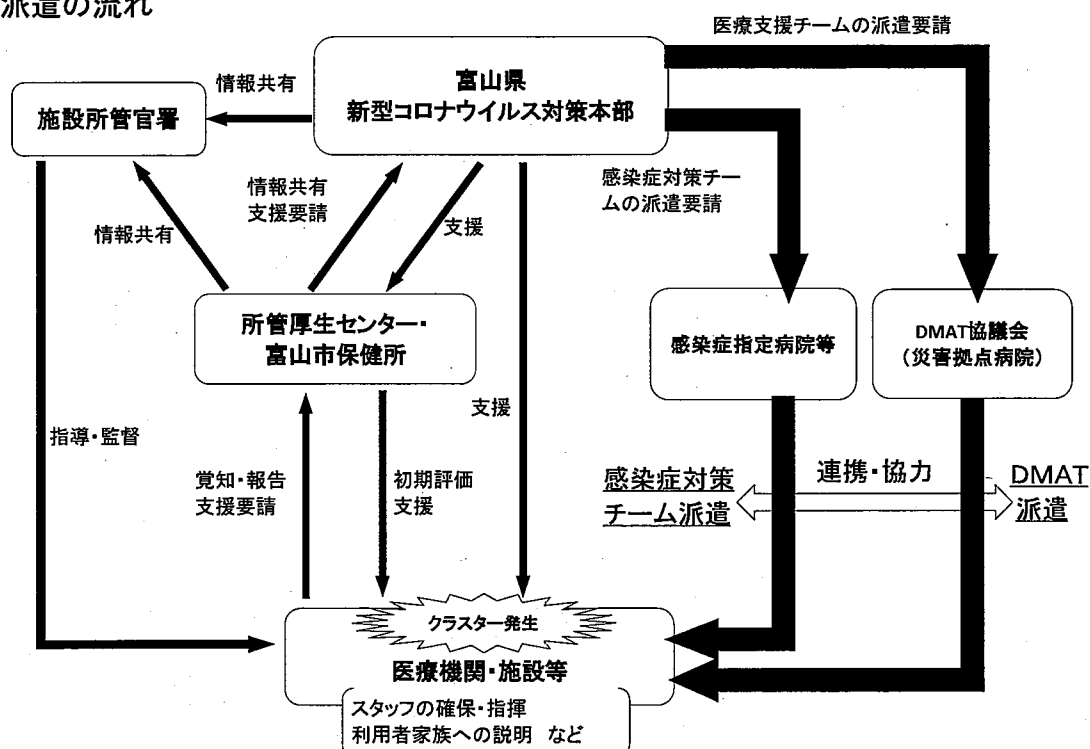 派遣の流れ
医療支援チームの派遣要請
富山県
新型コロナウイルス対策本部
情報共有
施設所管官署
感染症対策チー
ムの派遣要請
情報共有
支援要請
支援
情報共有
所管厚生センター・
富山市保健所
感染症指定病院等
DMAT協議会
(災害拠点病院)
支援
指導・監督
覚知・報告
支援要請
初期評価
支援
感染症対策
チーム派遣
連携・協力
DMAT
派遣
クラスター発生
医療機関・施設等
スタッフの確保・指揮
利用者家族への説明 など